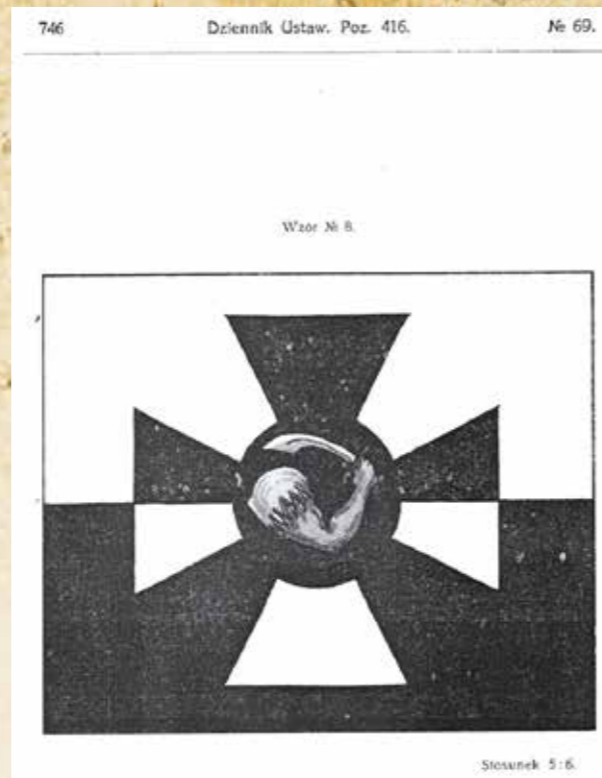 746 Dziennik Ustaw. Poz. 416. № 69.
Wzór № 8.
Stosunek 5:6.